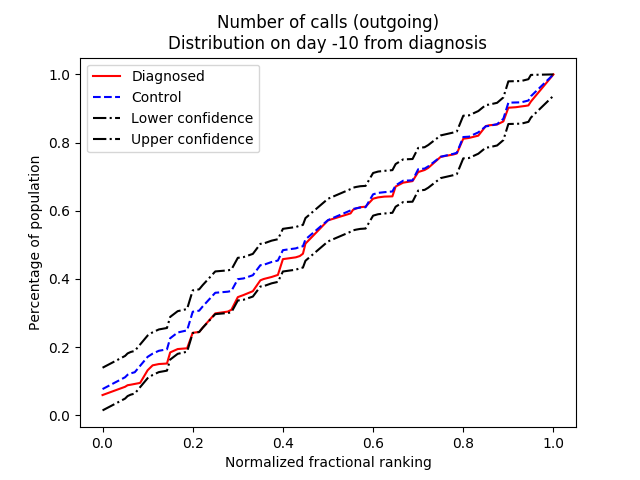 Number of calls (outgoing)
Distribution on day -10 from diagnosis
Diagnosed
Control
Lower confidence
Upper confidence
Percentage of population
1.0
0.8
0.6
0.4
0.2
0.0
0.0 0.2 0.4 0.6 0.8 1.0
Normalized fractional ranking